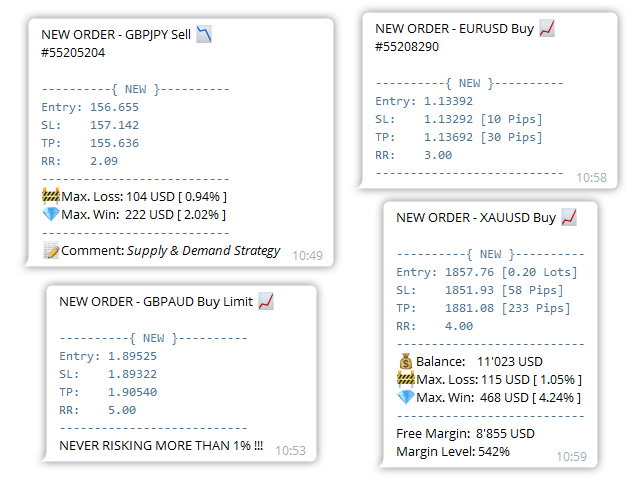 NEW ORDER - GBPJPY Sell 📉
#55205204
----------{ NEW }----------
Entry: 156.655
SL: 157.142
TP: 155.636
RR: 2.09
---------------------------
🚧Max. Loss: 104 USD [ 0.94% ]
💎Max. Win: 222 USD [ 2.02% ]
---------------------------
📝Comment: Supply & Demand Strategy
10:49
NEW ORDER - EURUSD Buy 📈
#55208290
----------{ NEW }----------
Entry: 1.13392
SL: 1.13292 [10 Pips]
TP: 1.13692 [30 Pips]
RR: 3.00
---------------------------
10:58
NEW ORDER - GBPAUD Buy Limit 📈
----------{ NEW }----------
Entry: 1.89525
SL: 1.89322
TP: 1.90540
RR: 5.00
---------------------------
NEVER RISKING MORE THAN 1% !!!
10:53
NEW ORDER - XAUUSD Buy 📈
----------{ NEW }----------
Entry: 1857.76 [0.20 Lots]
SL: 1851.93 [58 Pips]
TP: 1881.08 [233 Pips]
RR: 4.00
---------------------------
💰Balance: 11'023 USD
🚧Max. Loss: 115 USD [ 1.05% ]
💎Max. Win: 468 USD [ 4.24% ]
---------------------------
Free Margin: 8'855 USD
Margin Level: 542%
10:59